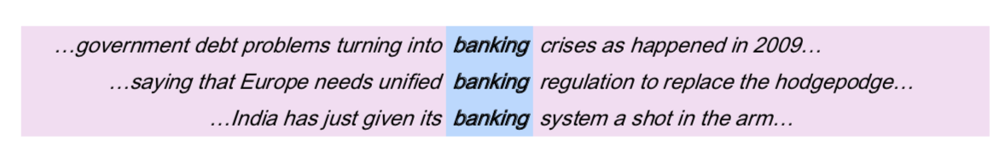 …government debt problems turning into banking crises as happened in 2009…
…saying that Europe needs unified banking regulation to replace the hodgepodge…
…India has just given its banking system a shot in the arm…